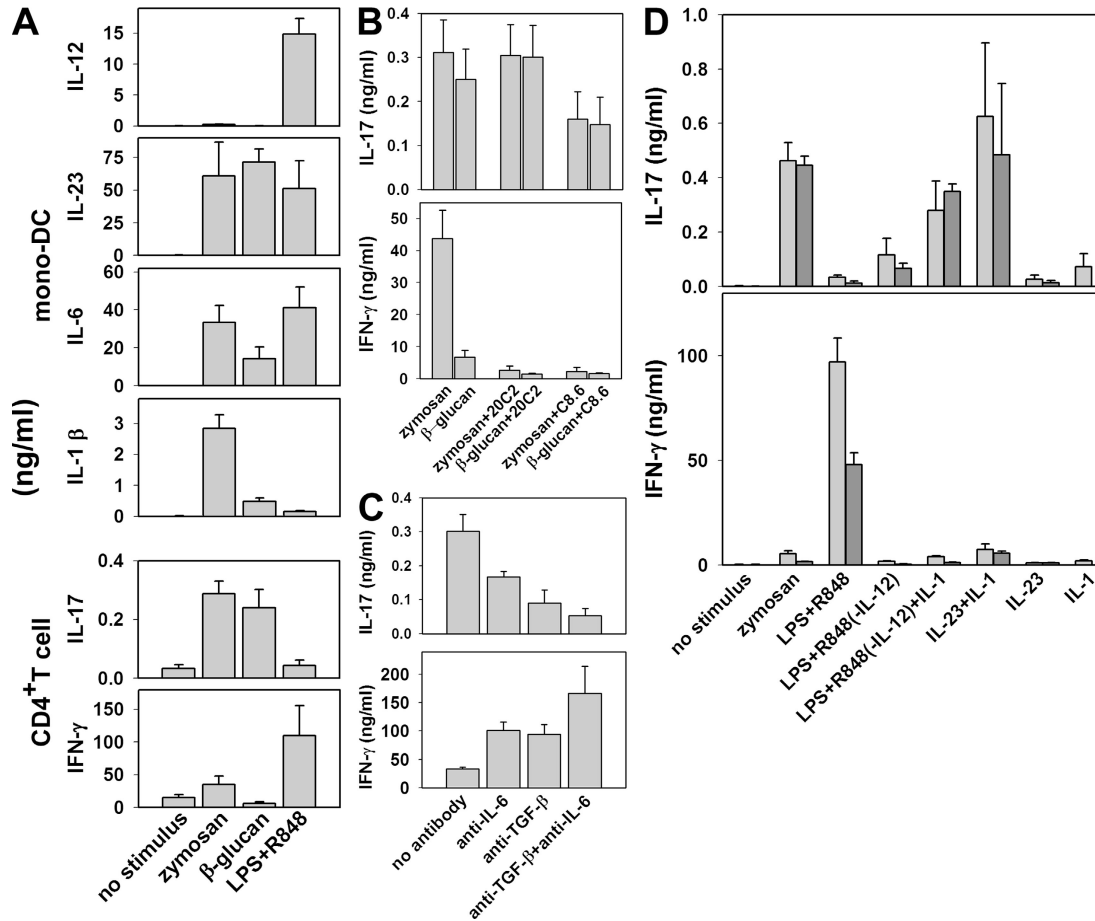 A
mono-DC
(ng/ml)
CD4+T cell
IL-12
15
10
5
0
IL-23
75
50
25
0
IL-6
60
40
20
0
IL-1 β
3
2
1
0
IL-17
0.4
0.2
0.0
IFN-γ
150
100
50
0
no stimulus
zymosan
β-glucan
LPS+R848
B
IL-17 (ng/ml)
0.4
0.3
0.2
0.1
0.0
IFN-γ (ng/ml)
50
40
30
20
10
0
zymosan
β-glucan
zymosan+20C2
β-glucan+20C2
zymosan+C8.6
β-glucan+C8.6
C
IL-17 (ng/ml)
0.4
0.3
0.2
0.1
0.0
IFN-γ (ng/ml)
200
150
100
50
0
no antibody
anti-IL-6
anti-TGF-β
anti-TGF-β+anti-IL-6
D
IL-17 (ng/ml)
1.0
0.8
0.6
0.4
0.2
0.0
IFN-γ (ng/ml)
100
50
0
no stimulus
zymosan
LPS+R848
LPS+R848(-IL-12)
LPS+R848(-IL-12)+IL-1
IL-23+IL-1
IL-23
IL-1